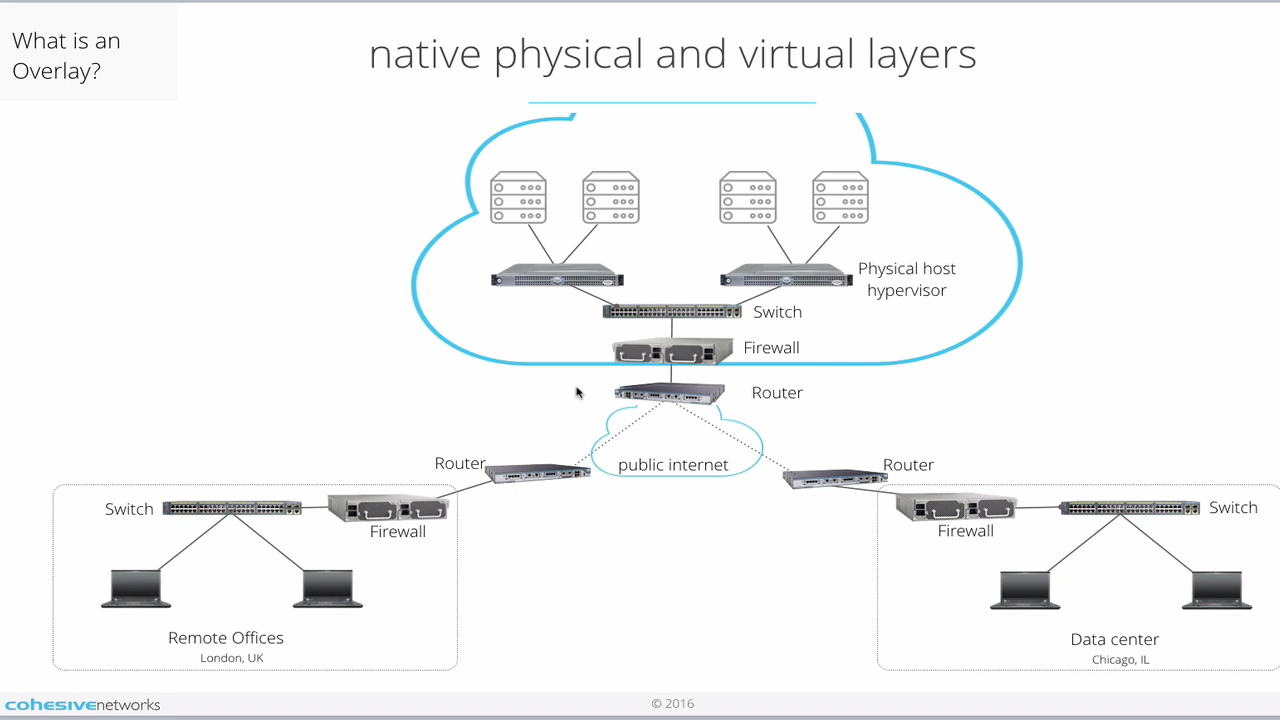 What is an
Overlay?
native physical and virtual layers
Physical host
hypervisor
Switch
Firewall
Router
public internet
Router
Router
Switch
Firewall
Firewall
Switch
Remote Offices
London, UK
Data center
Chicago, IL
cohesivenetworks
© 2016